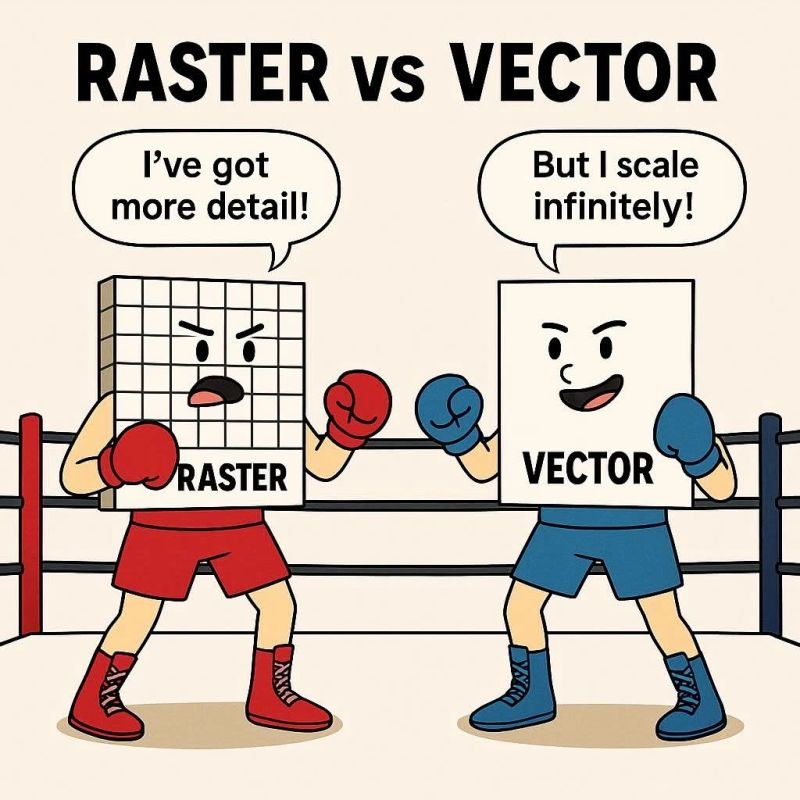 RASTER vs VECTOR
I've got
more detail!
But I scale
infinitely!
RASTER
VECTOR